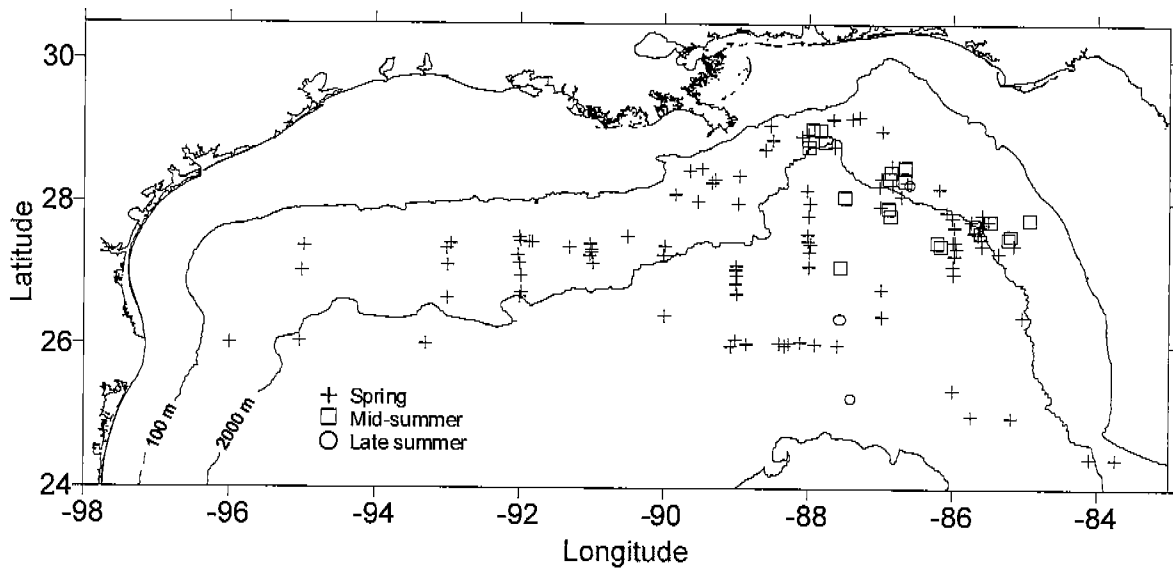 30
28
26
24
Latitude
-98
-96
-94
-92
-90
-88
-86
-84
Longitude
100 m
2000 m
Spring
Mid-summer
Late summer